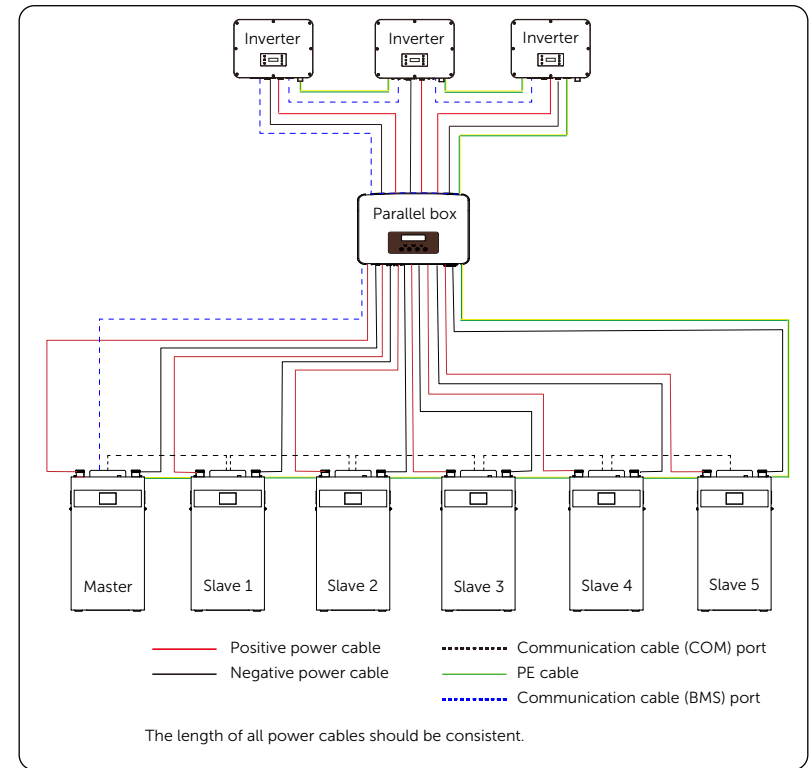 Inverter
Inverter
Inverter
Parallel box
Master
Slave 1
Slave 2
Slave 3
Slave 4
Slave 5
Positive power cable
Communication cable (COM) port
Negative power cable
PE cable
Communication cable (BMS) port
The length of all power cables should be consistent.